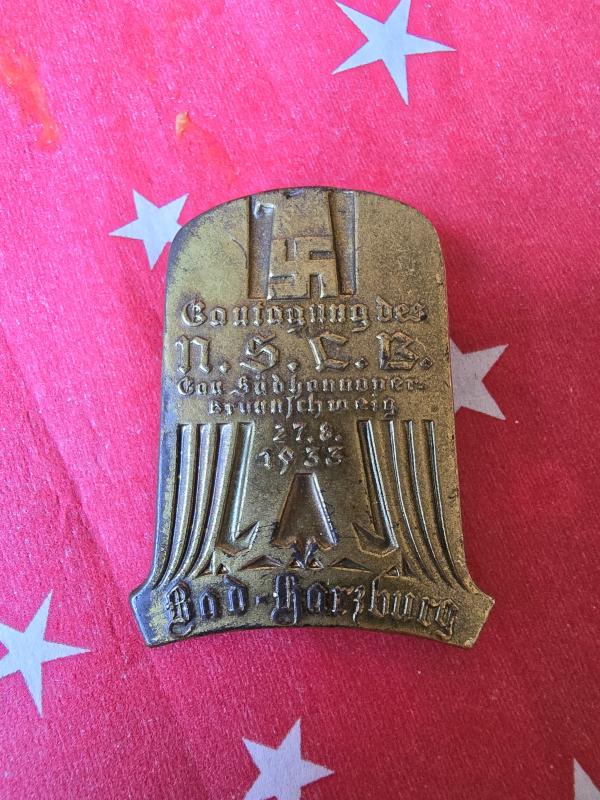 Gautagung des
N. S. L. B.
Gau Südhannover-
Braunschweig
27. 8.
1933
Bad-Harzburg